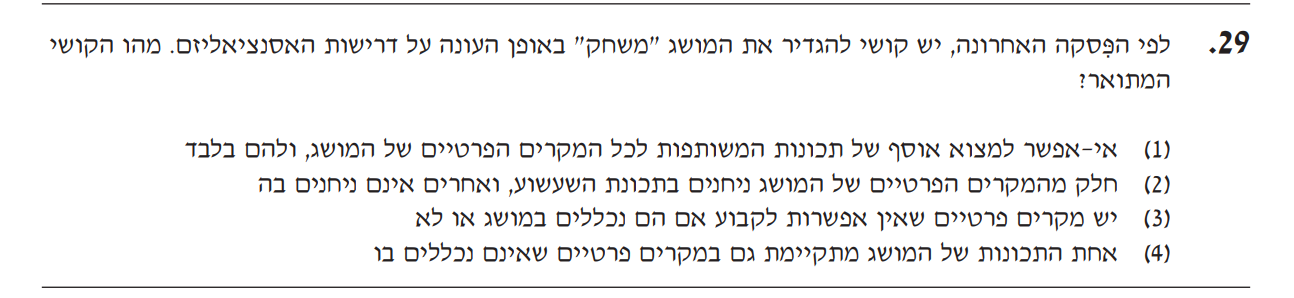 29. לפי הפִּסקה האחרונה, יש קושי להגדיר את המושג "משחק" באופן העונה על דרישות האסנציאליזם. מהו הקושי
המתואר?
(1) אי-אפשר למצוא אוסף של תכונות המשותפות לכל המקרים הפרטיים של המושג, ולהם בלבד
(2) חלק מהמקרים הפרטיים של המושג ניחנים בתכונת השעשוע, ואחרים אינם ניחנים בה
(3) יש מקרים פרטיים שאין אפשרות לקבוע אם הם נכללים במושג או לא
(4) אחת התכונות של המושג מתקיימת גם במקרים פרטיים שאינם נכללים בו